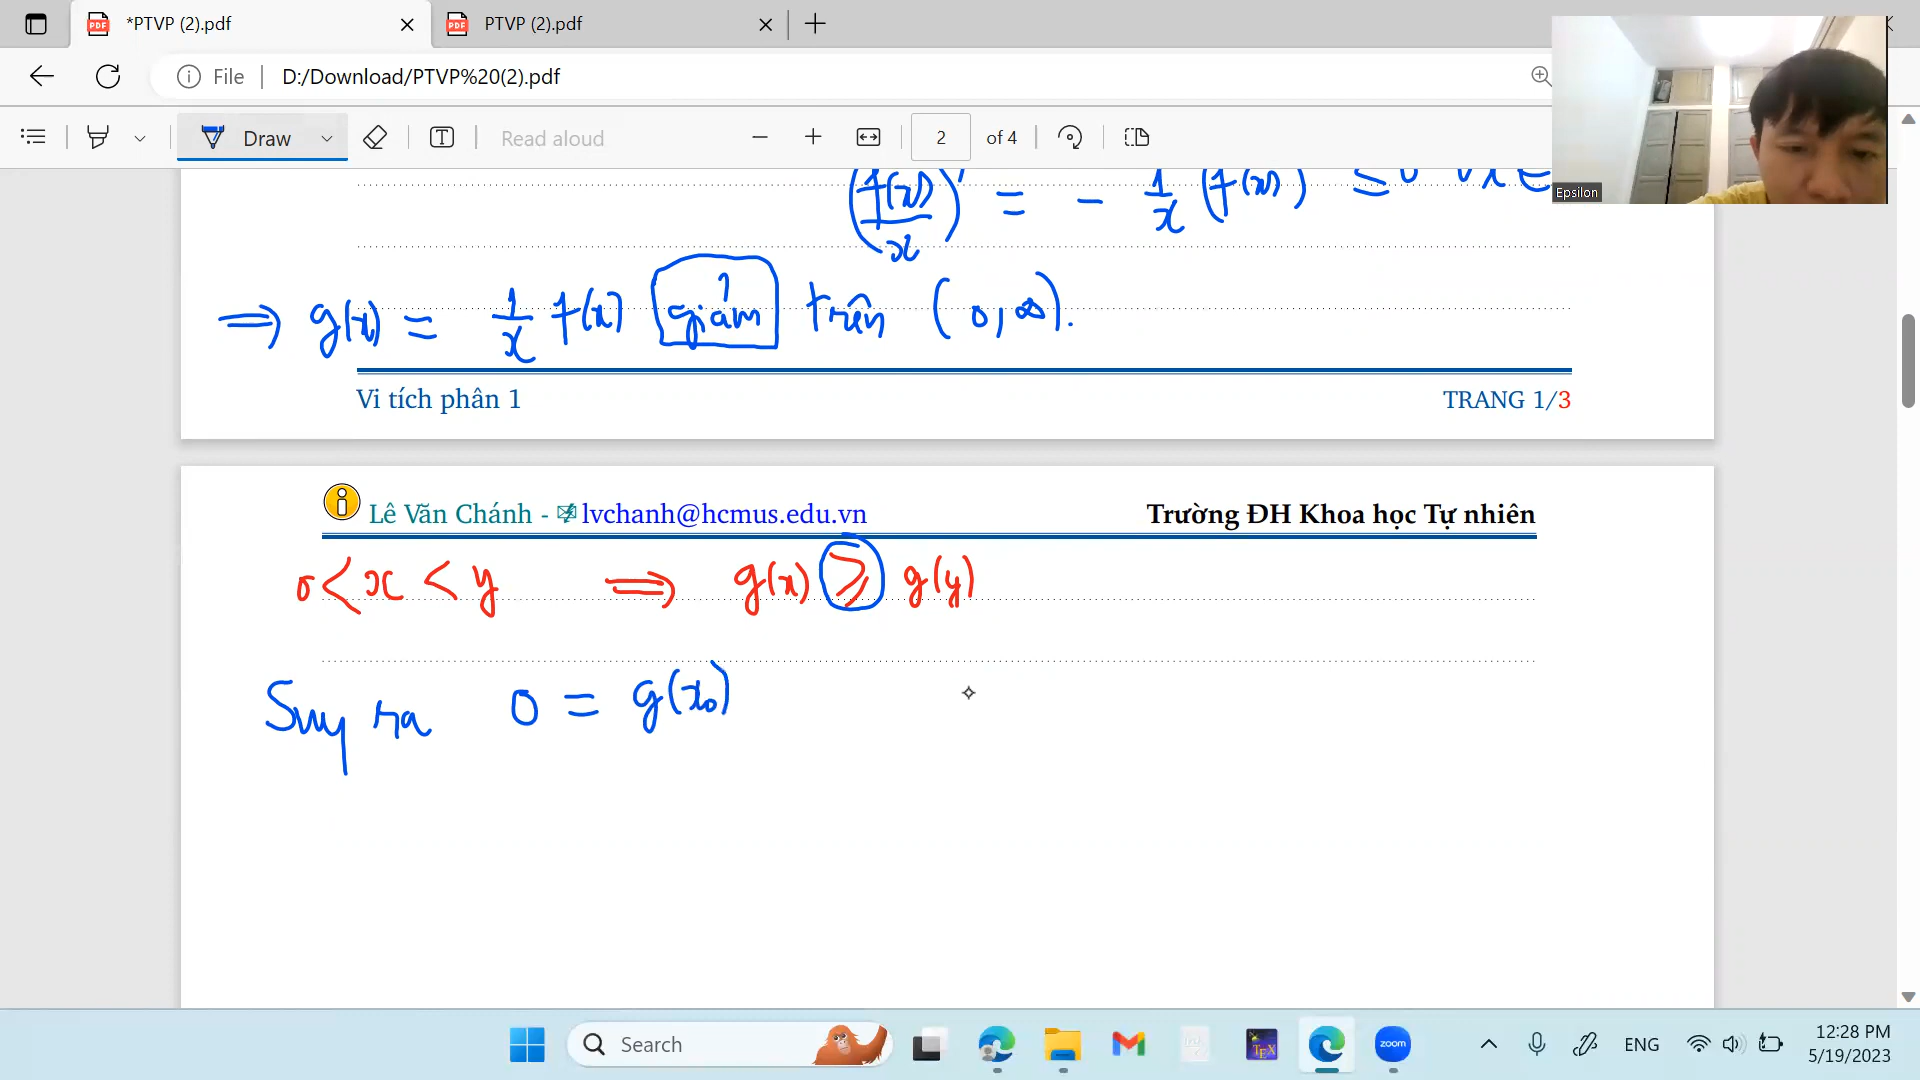 *PTVP (2).pdf
PTVP (2).pdf
File
D:/Download/PTVP%20(2).pdf
Draw
Read aloud
2 of 4
Epsilon
(f(x)/x)' = - 1/x (f(x)) ≤ 0 ∀x ∈
⟹ g(x) = 1/x f(x) giảm trên (0, ∞).
Vi tích phân 1
TRANG 1/3
Lê Văn Chánh - lvchanh@hcmus.edu.vn
Trường ĐH Khoa học Tự nhiên
0 < x < y ⟹ g(x) ≥ g(y)
Suy ra 0 = g(x₀)
Search
zoom
ENG
12:28 PM
5/19/2023